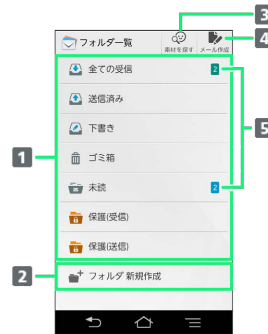 3
4
フォルダ一覧
素材を探す
メール作成
全ての受信
2
送信済み
下書き
5
1
ゴミ箱
未読
2
保護(受信)
保護(送信)
2
フォルダ 新規作成